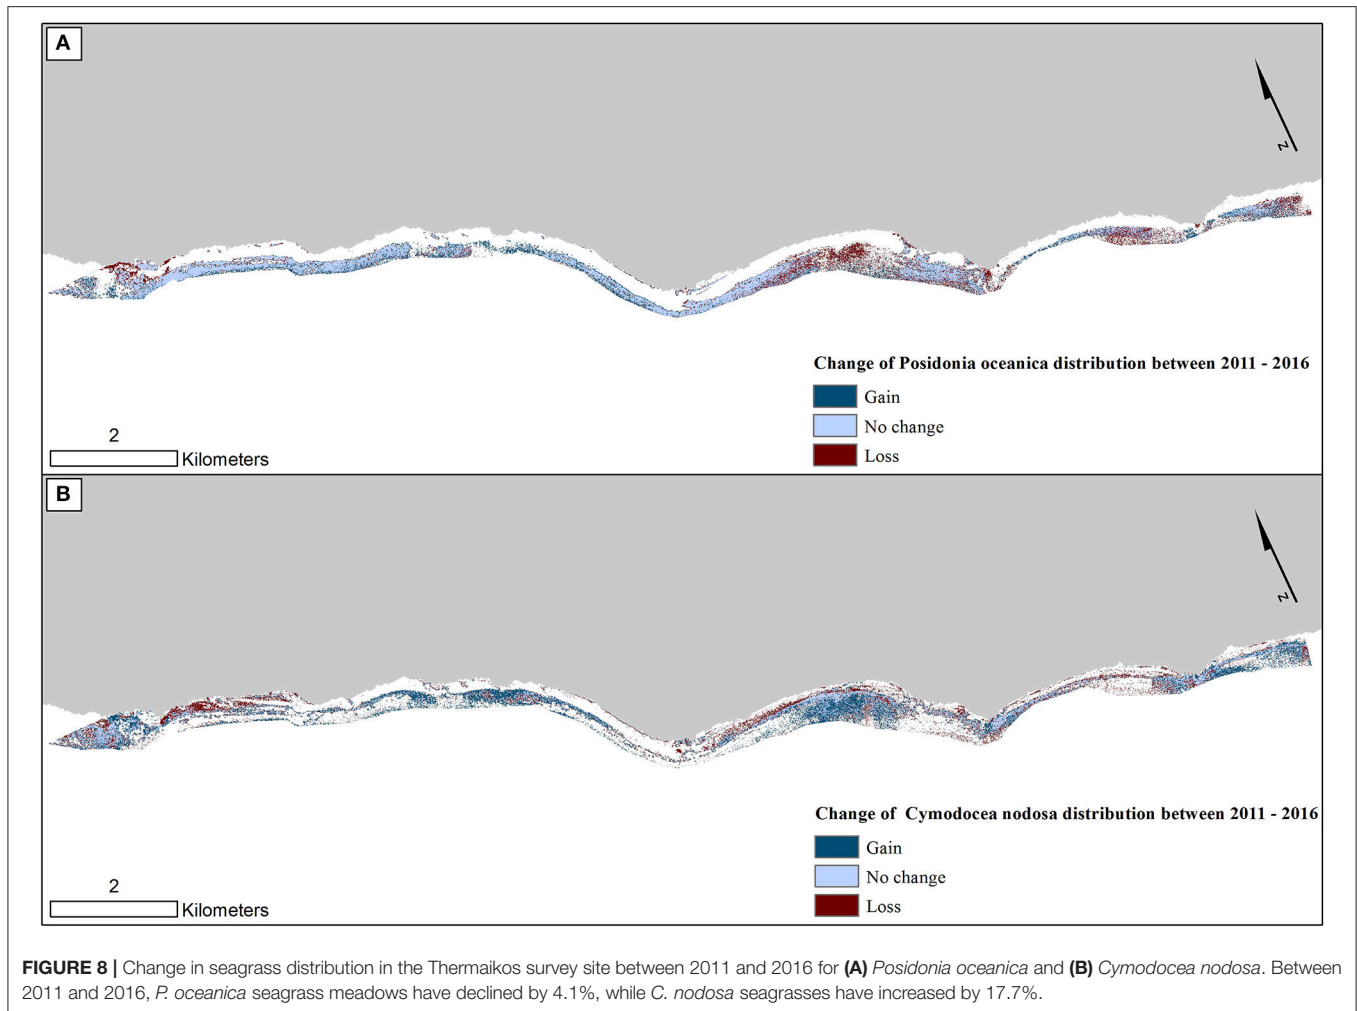 A
N
Change of Posidonia oceanica distribution between 2011 - 2016
Gain
No change
Loss
2
Kilometers
B
N
Change of Cymodocea nodosa distribution between 2011 - 2016
Gain
No change
Loss
2
Kilometers
FIGURE 8 | Change in seagrass distribution in the Thermaikos survey site between 2011 and 2016 for (A) Posidonia oceanica and (B) Cymodocea nodosa. Between
2011 and 2016, P. oceanica seagrass meadows have declined by 4.1%, while C. nodosa seagrasses have increased by 17.7%.